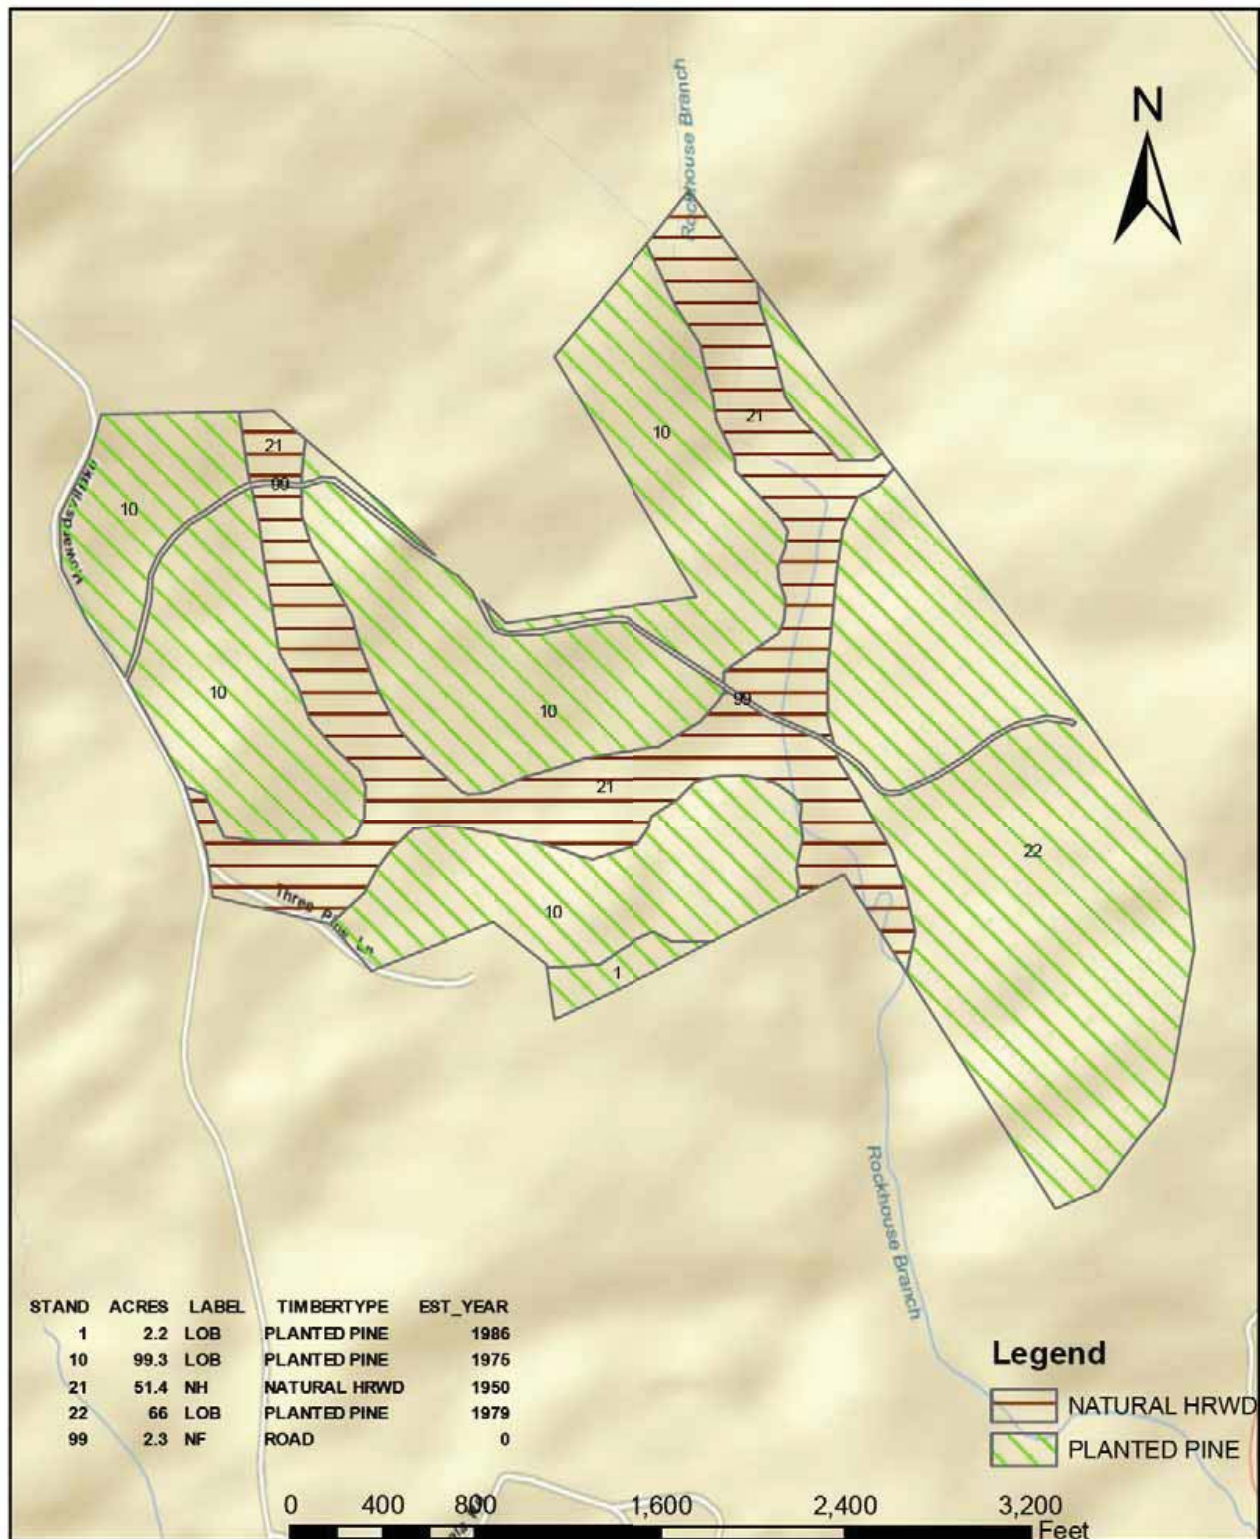 Rockhouse Branch
N
10
21
21
99
10
Howardsville
10
10
99
21
22
Three Pine Ln
10
1
Rockhouse Branch
STAND ACRES LABEL TIMBERTYPE EST_YEAR
1 2.2 LOB PLANTED PINE 1986
10 99.3 LOB PLANTED PINE 1975
21 51.4 NH NATURAL HRWD 1950
22 66 LOB PLANTED PINE 1979
99 2.3 NF ROAD 0
Legend
NATURAL HRWD
PLANTED PINE
0 400 800 1,600 2,400 3,200
Feet